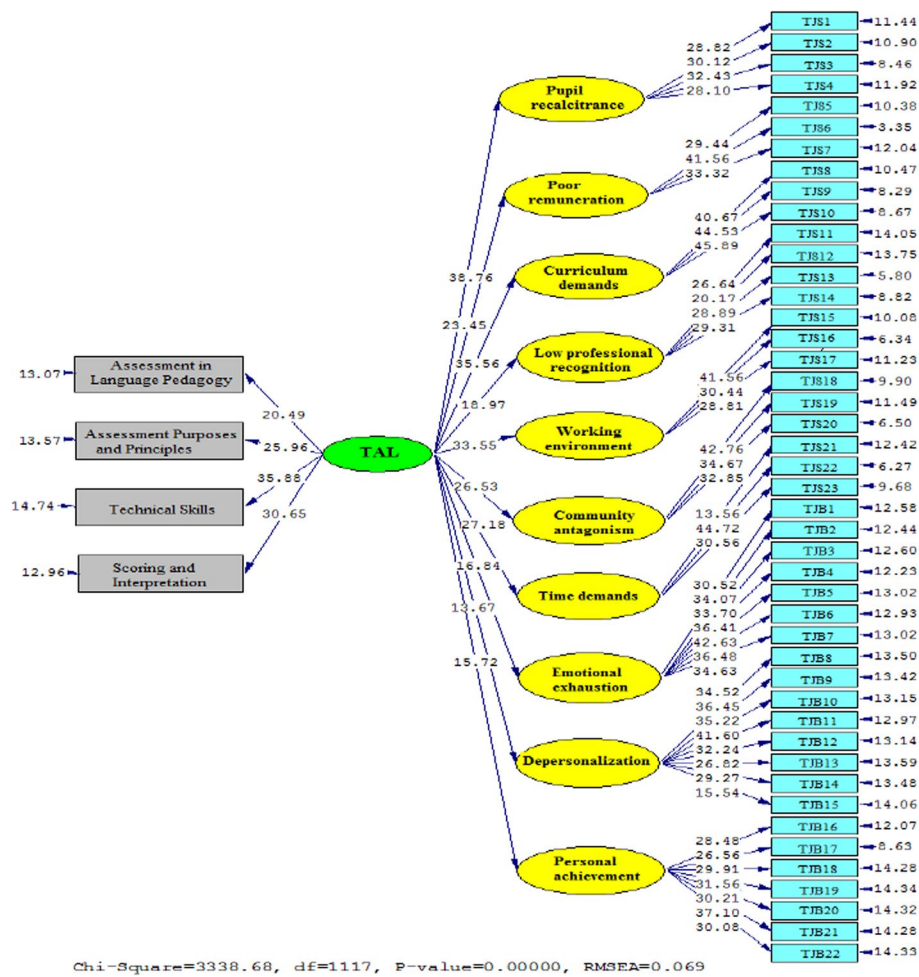 TJS1
11.44
28.82
TJS2
10.90
30.12
TJS3
8.46
32.43
TJS4
11.92
28.10
Pupil
recalcitrance
TJS5
10.38
TJS6
3.35
29.44
TJS7
12.04
41.56
33.32
TJS8
10.47
Poor
remuneration
TJS9
8.29
40.67
TJS10
8.67
44.53
TJS11
14.05
45.89
TJS12
13.75
Curriculum
demands
38.76
TJS13
5.80
26.64
TJS14
8.82
20.17
TJS15
10.08
28.89
29.31
23.45
TJS16
6.34
Low professional
recognition
35.56
TJS17
11.23
Assessment in
Language Pedagogy
13.07
TJS18
9.90
41.56
30.44
28.81
18.97
20.49
TJS19
11.49
TJS20
6.50
Assessment Purposes
and Principles
13.57
25.96
TAL
33.55
Working
environment
TJS21
12.42
42.76
34.67
32.85
TJS22
6.27
26.53
35.88
TJS23
9.68
Technical Skills
14.74
30.65
TJB1
12.58
Community
antagonism
13.56
44.72
30.56
27.18
TJB2
12.44
TJB3
12.60
Scoring and
Interpretation
12.96
16.84
TJB4
12.23
30.52
34.07
33.70
36.41
42.63
36.48
34.63
Time demands
13.67
TJB5
13.02
TJB6
12.93
TJB7
13.02
15.72
TJB8
13.50
Emotional
exhaustion
TJB9
13.42
34.52
36.45
35.22
41.60
32.24
26.82
29.27
15.54
TJB10
13.15
TJB11
12.97
TJB12
13.14
Depersonalization
TJB13
13.59
TJB14
13.48
TJB15
14.06
TJB16
12.07
28.48
26.56
29.91
31.56
30.21
37.10
30.08
TJB17
8.63
Personal
achievement
TJB18
14.28
TJB19
14.34
TJB20
14.32
TJB21
14.28
TJB22
14.33
Chi-Square=3338.68, df=1117, P-value=0.00000, RMSEA=0.069